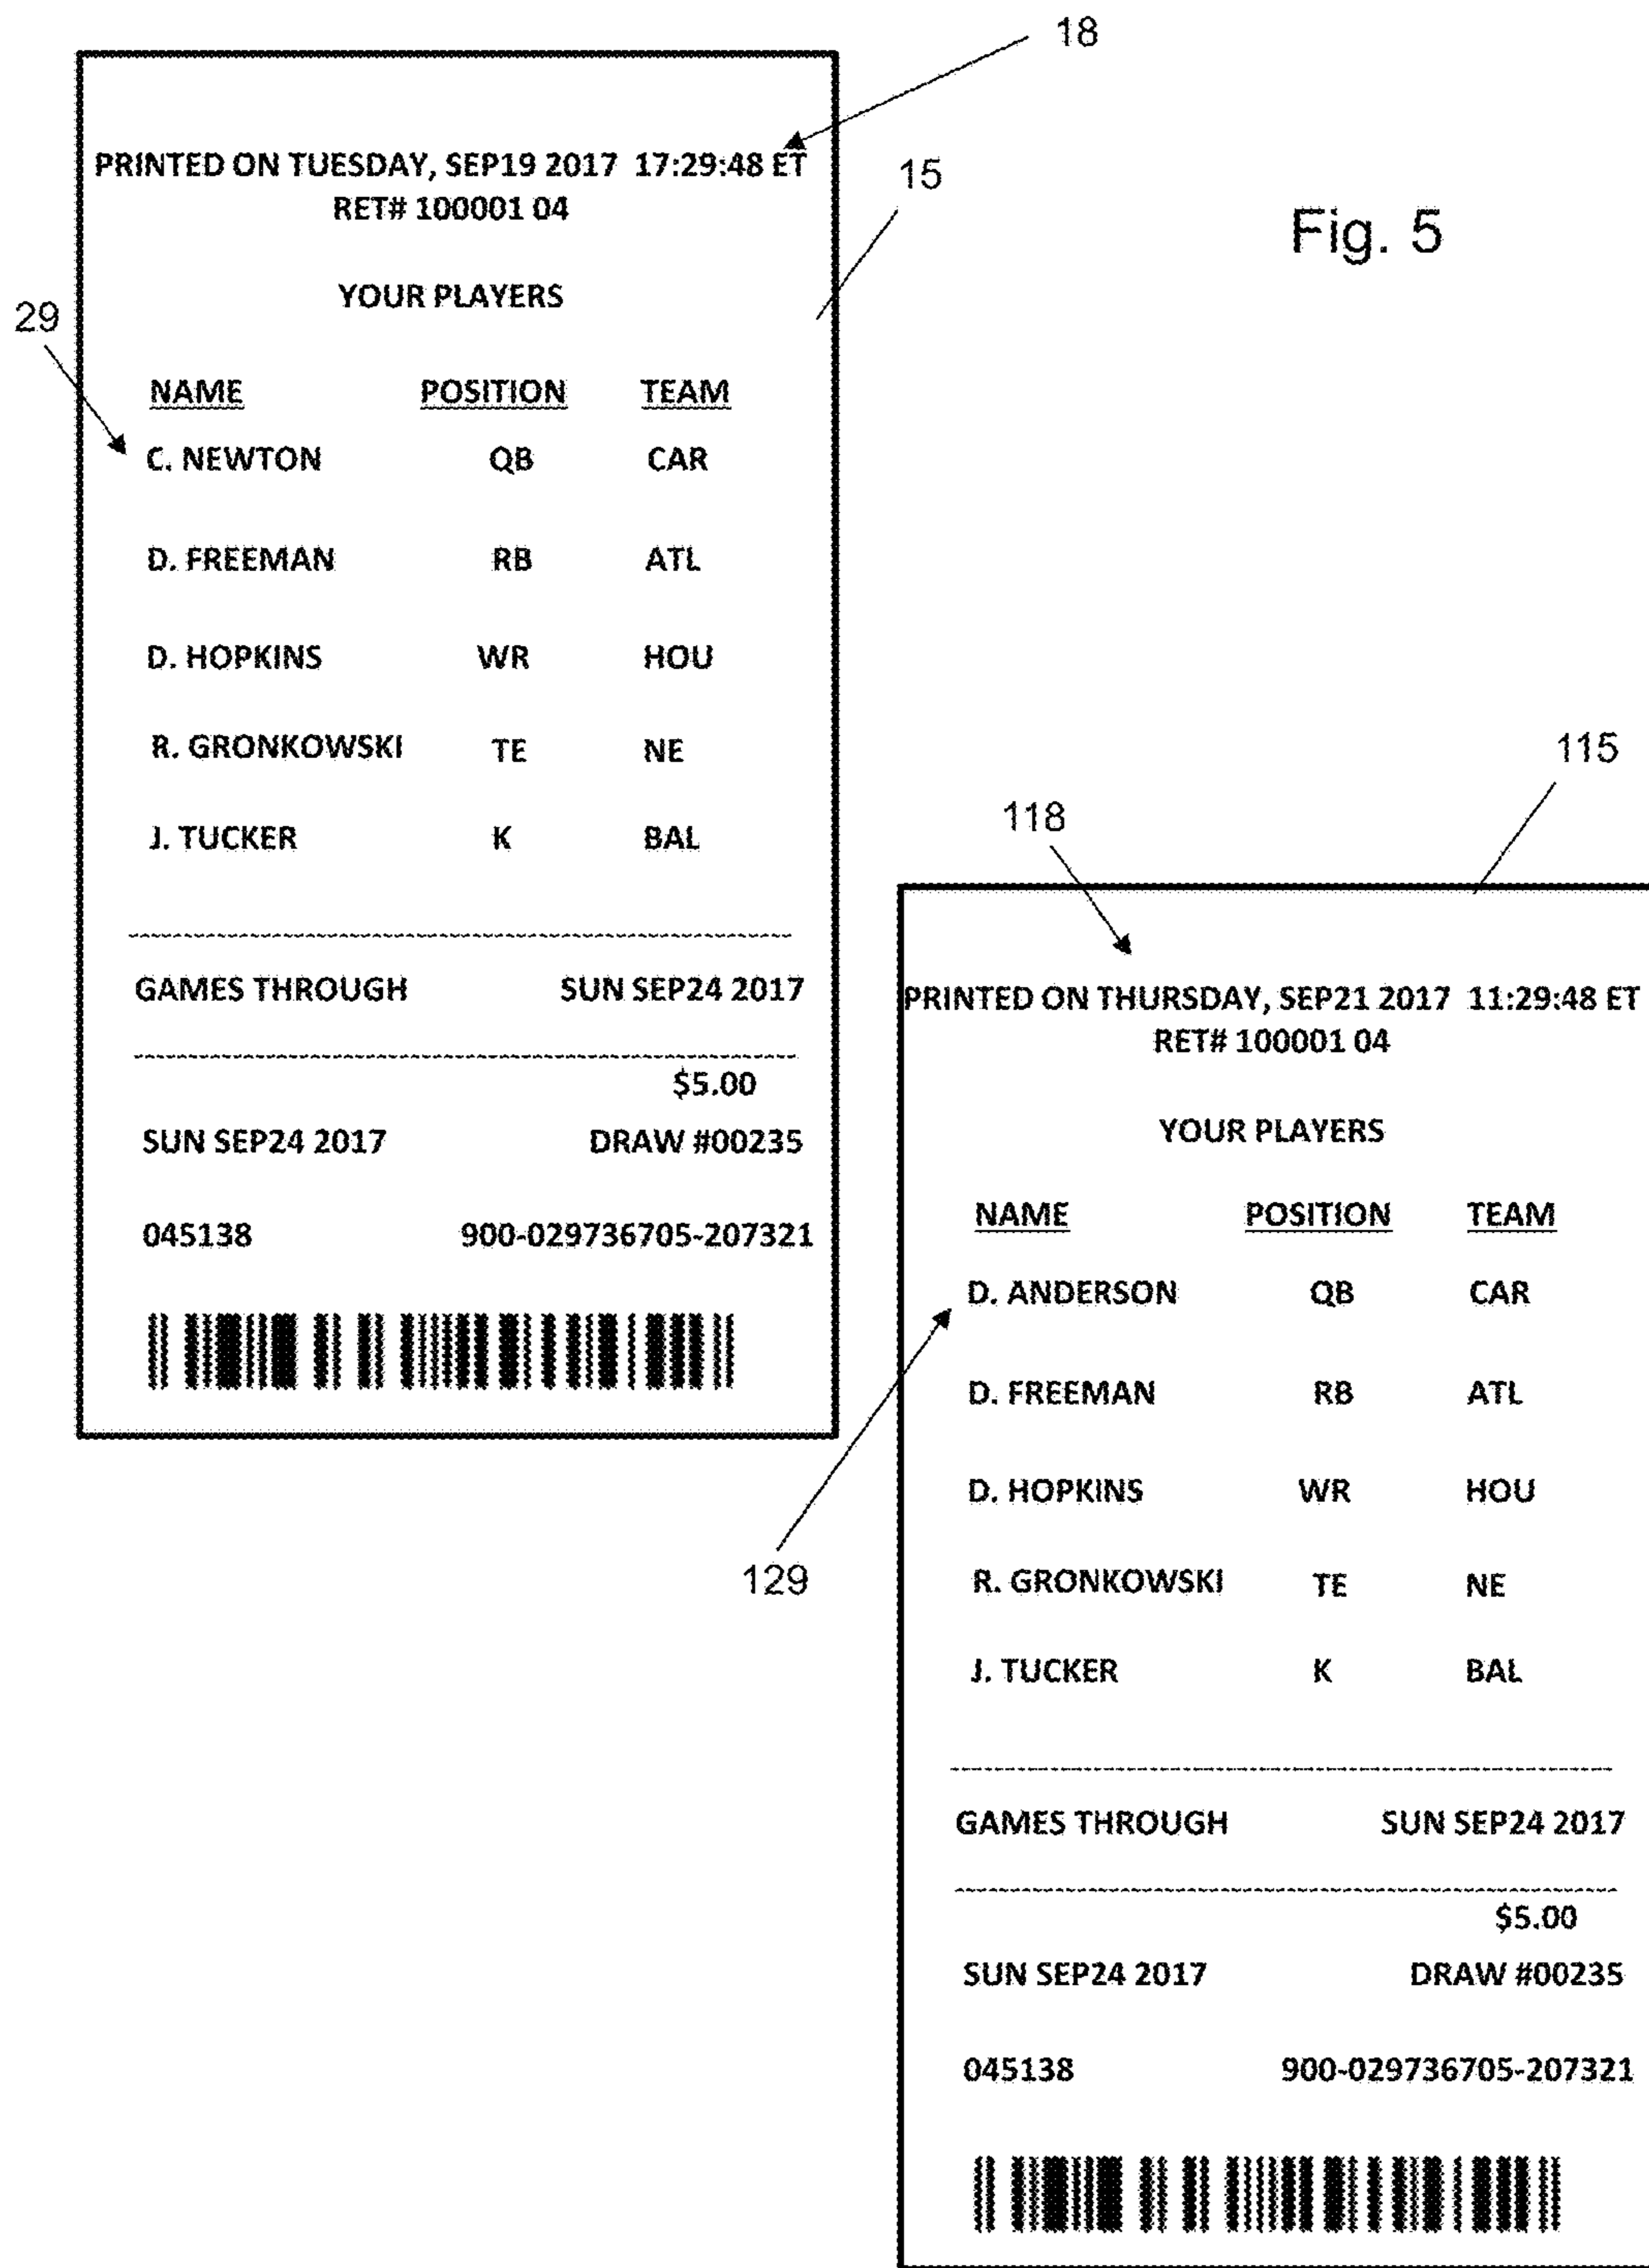 18
PRINTED ON TUESDAY, SEP19 2017 17:29:48 ET
RET# 100001 04
15
Fig. 5
YOUR PLAYERS
29
NAME POSITION TEAM
C. NEWTON QB CAR
D. FREEMAN RB ATL
D. HOPKINS WR HOU
R. GRONKOWSKI TE NE
J. TUCKER K BAL
GAMES THROUGH SUN SEP24 2017
$5.00
SUN SEP24 2017 DRAW #00235
045138 900-029736705-207321
115
118
PRINTED ON THURSDAY, SEP21 2017 11:29:48 ET
RET# 100001 04
YOUR PLAYERS
NAME POSITION TEAM
D. ANDERSON QB CAR
129
D. FREEMAN RB ATL
D. HOPKINS WR HOU
R. GRONKOWSKI TE NE
J. TUCKER K BAL
GAMES THROUGH SUN SEP24 2017
$5.00
SUN SEP24 2017 DRAW #00235
045138 900-029736705-207321